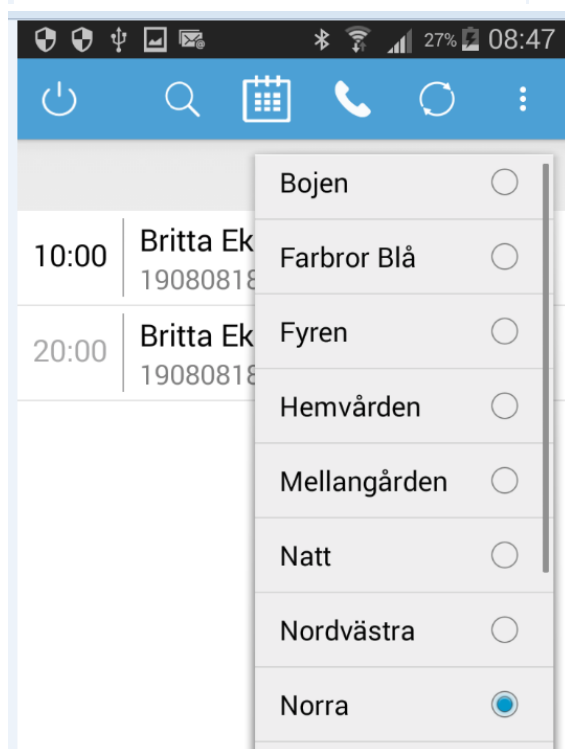 27% 08:47
Bojen
10:00 Britta Ek
19080818
Farbror Blå
20:00 Britta Ek
19080818
Fyren
Hemvården
Mellangården
Natt
Nordvästra
Norra